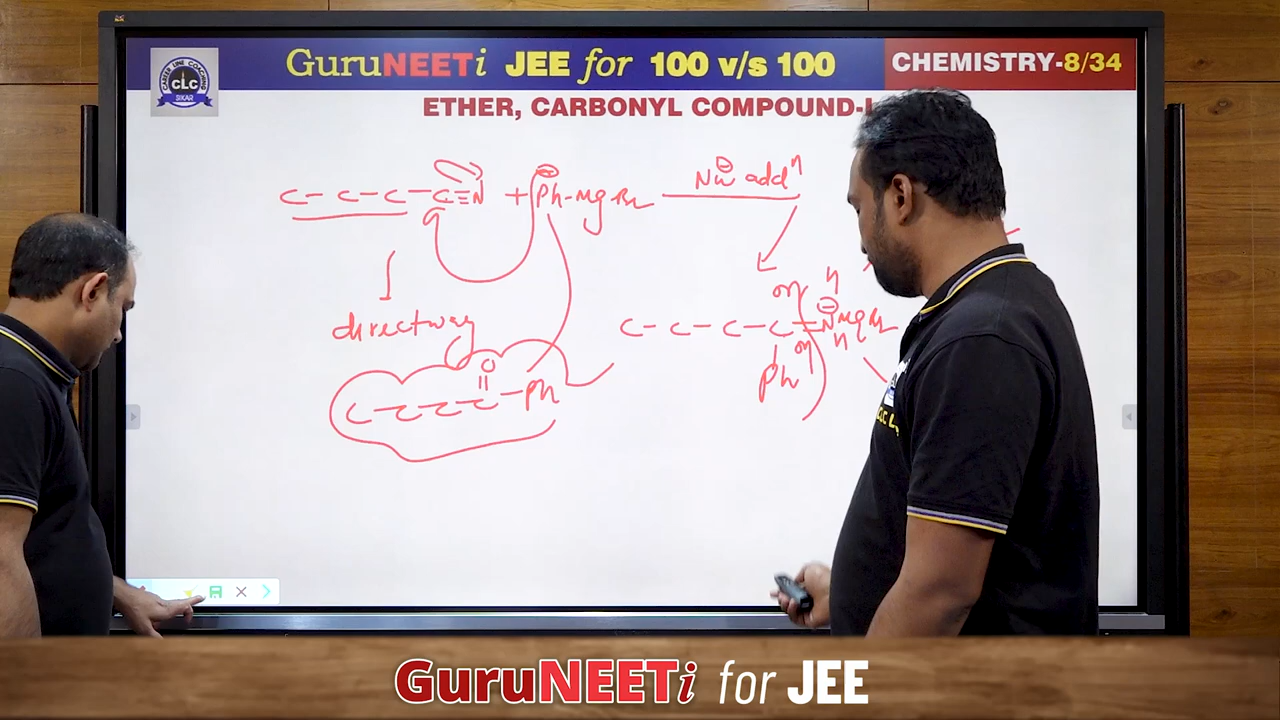 GuruNEETi JEE for 100 v/s 100
CHEMISTRY-8/34
CLC
SIKAR
ETHER, CARBONYL COMPOUND-I
C - C - C - C≡N + Ph-MgBr
Nu⊖ addⁿ
directway
C - C - C - C = N⊖MgBr
Ph
O
C - C - C - C - Ph
GuruNEETi for JEE